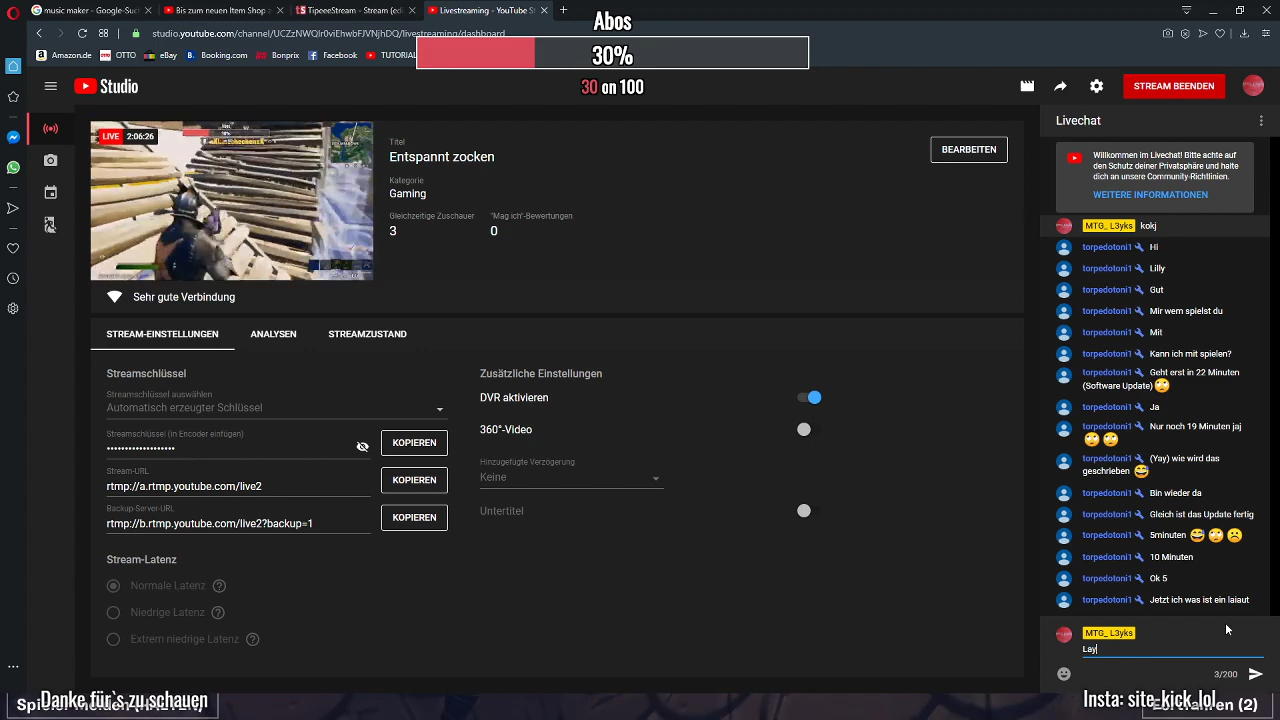 music maker - Google-Suc
Bis zum neuen Item Shop
TipeeeStream - Stream (edi
Livestreaming - YouTube S
Abos
studio.youtube.com/channel/UCZzNWQIr0viEhwbFJVNjhDQ/livestreaming/dashboard
30%
Amazon.de
OTTO
eBay
Booking.com
Bonprix
Facebook
TUTORIAL
30 on 100
Studio
STREAM BEENDEN
Livechat
LIVE 2:06:26
Titel
Entspannt zocken
BEARBEITEN
Kategorie
Gaming
Gleichzeitige Zuschauer
"Mag ich"-Bewertungen
3
0
Sehr gute Verbindung
STREAM-EINSTELLUNGEN
ANALYSEN
STREAMZUSTAND
Streamschlüssel
Streamschlüssel auswählen
Automatisch erzeugter Schlüssel
Streamschlüssel (in Encoder einfügen)
••••••••••••••••••
KOPIEREN
Stream-URL
rtmp://a.rtmp.youtube.com/live2
KOPIEREN
Backup-Server-URL
rtmp://b.rtmp.youtube.com/live2?backup=1
KOPIEREN
Stream-Latenz
Normale Latenz
Niedrige Latenz
Extrem niedrige Latenz
Zusätzliche Einstellungen
DVR aktivieren
360°-Video
Hinzugefügte Verzögerung
Keine
Untertitel
Willkommen im Livechat! Bitte achte auf
den Schutz deiner Privatsphäre und halte
dich an unsere Community-Richtlinien.
WEITERE INFORMATIONEN
MTG_ L3yks kokj
torpedotoni1 Hi
torpedotoni1 Lilly
torpedotoni1 Gut
torpedotoni1 Mir wem spielst du
torpedotoni1 Mit
torpedotoni1 Kann ich mit spielen?
torpedotoni1 Geht erst in 22 Minuten
(Software Update) 🙄
torpedotoni1 Ja
torpedotoni1 Nur noch 19 Minuten jaj
🙄 🙄
torpedotoni1 (Yay) wie wird das
geschrieben 😅
torpedotoni1 Bin wieder da
torpedotoni1 Gleich ist das Update fertig
torpedotoni1 5minuten 😅 🙄 ☹️
torpedotoni1 10 Minuten
torpedotoni1 Ok 5
torpedotoni1 Jetzt ich was ist ein laiaut
MTG_ L3yks
Lay
3/200
Danke für`s zu schauen
Insta: site-kick.lol
(2)